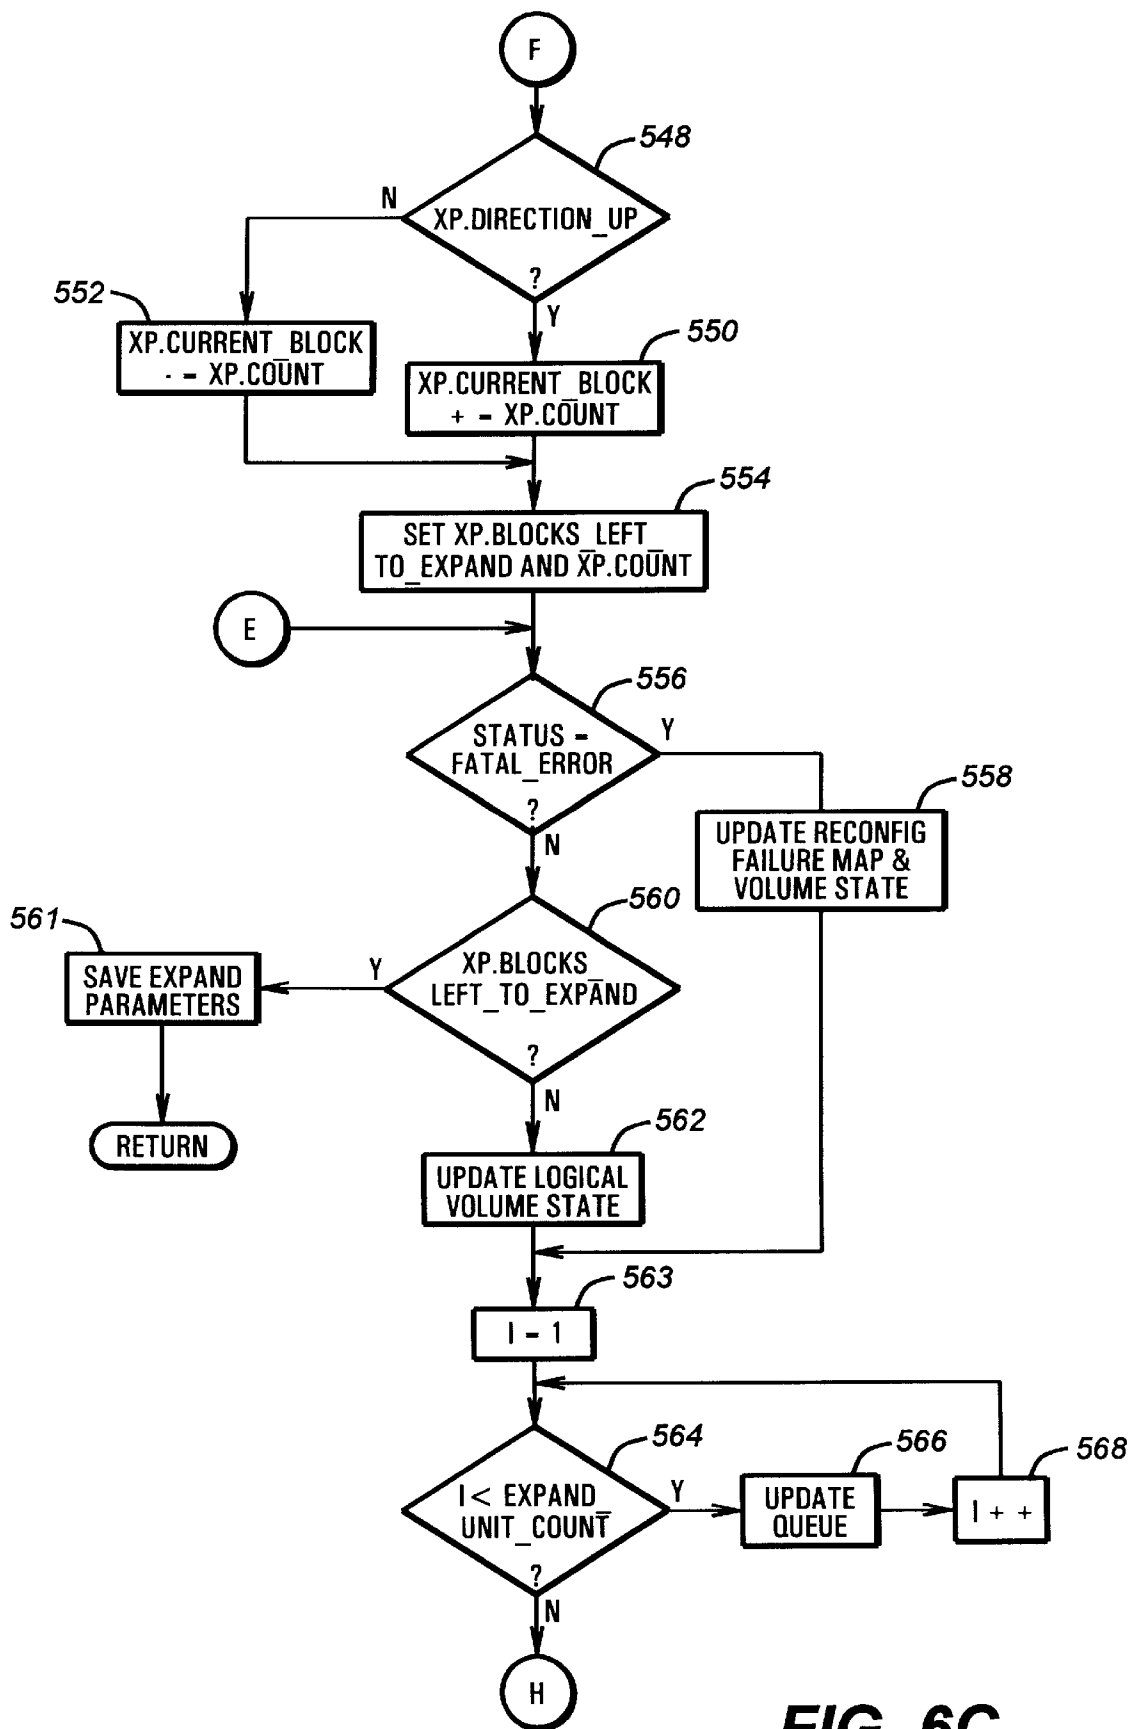 F
548
N
XP.DIRECTION_UP
?
Y
552
XP.CURRENT_BLOCK
- = XP.COUNT
550
XP.CURRENT_BLOCK
+ = XP.COUNT
554
SET XP.BLOCKS_LEFT_
TO_EXPAND AND XP.COUNT
E
556
STATUS =
FATAL_ERROR
?
Y
N
558
UPDATE RECONFIG
FAILURE MAP &
VOLUME STATE
560
561
SAVE EXPAND
PARAMETERS
Y
XP.BLOCKS_
LEFT_TO_EXPAND
?
N
RETURN
562
UPDATE LOGICAL
VOLUME STATE
563
I = 1
564
I < EXPAND_
UNIT_COUNT
?
Y
566
UPDATE
QUEUE
568
I + +
N
H
FIG. 6C